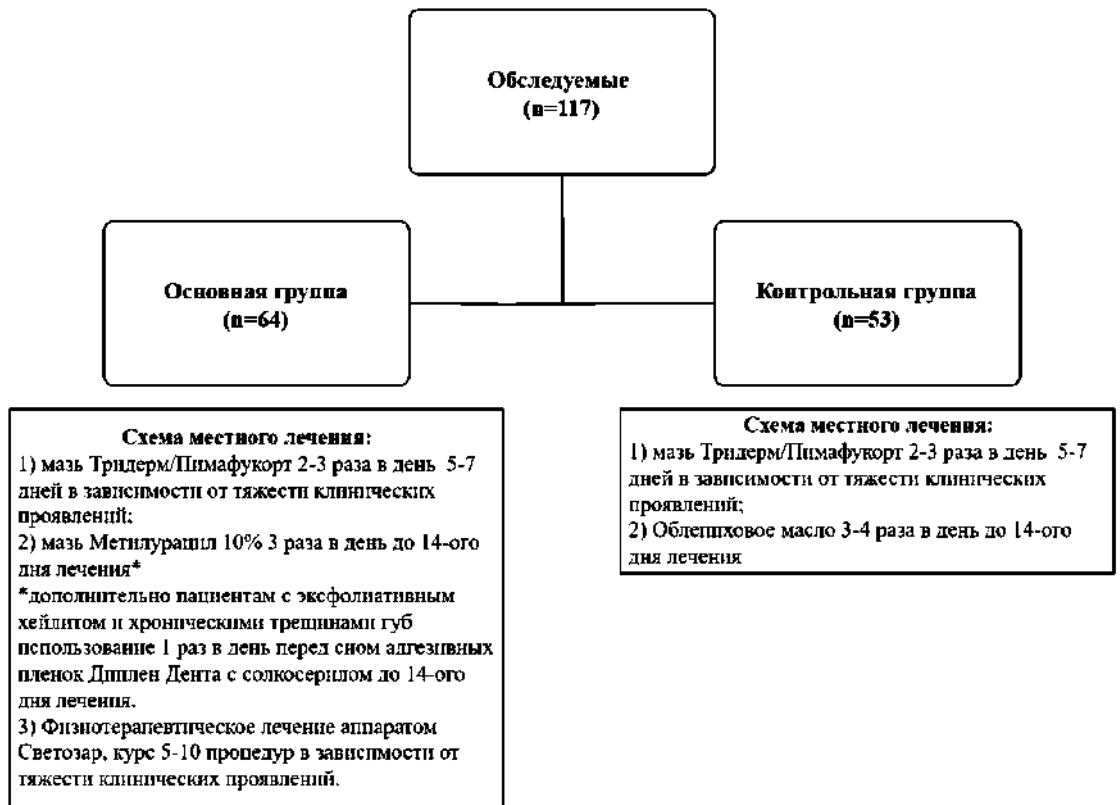 Обследуемые
(n=117)
Основная группа
(n=64)
Контрольная группа
(n=53)
Схема местного лечения:
1) мазь Тридерм/Пимафукорт 2-3 раза в день 5-7
дней в зависимости от тяжести клинических
проявлений;
2) мазь Метилурацил 10% 3 раза в день до 14-ого
дня лечения*
*дополнительно пациентам с эксфолиативным
хейлитом и хроническими трещинами губ
использование 1 раз в день перед сном адгезивных
пленок Диплен Дента с солкосерилом до 14-ого
дня лечения.
3) Физиотерапевтическое лечение аппаратом
Светозар, курс 5-10 процедур в зависимости от
тяжести клинических проявлений.
Схема местного лечения:
1) мазь Тридерм/Пимафукорт 2-3 раза в день 5-7
дней в зависимости от тяжести клинических
проявлений;
2) Облепиховое масло 3-4 раза в день до 14-ого
дня лечения